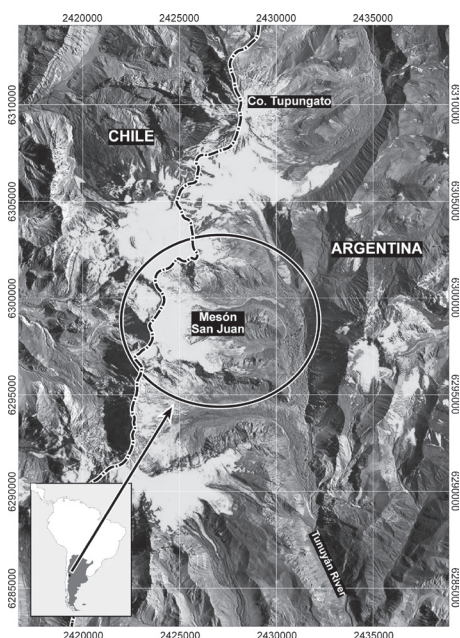 2420000 2425000 2430000 2435000
6310000 6310000
Co. Tupungato
CHILE
6305000 6305000
ARGENTINA
6300000 6300000
Mesón
San Juan
6295000 6295000
6290000 6290000
Tunuyán River
6285000 6285000
2420000 2425000 2430000 2435000